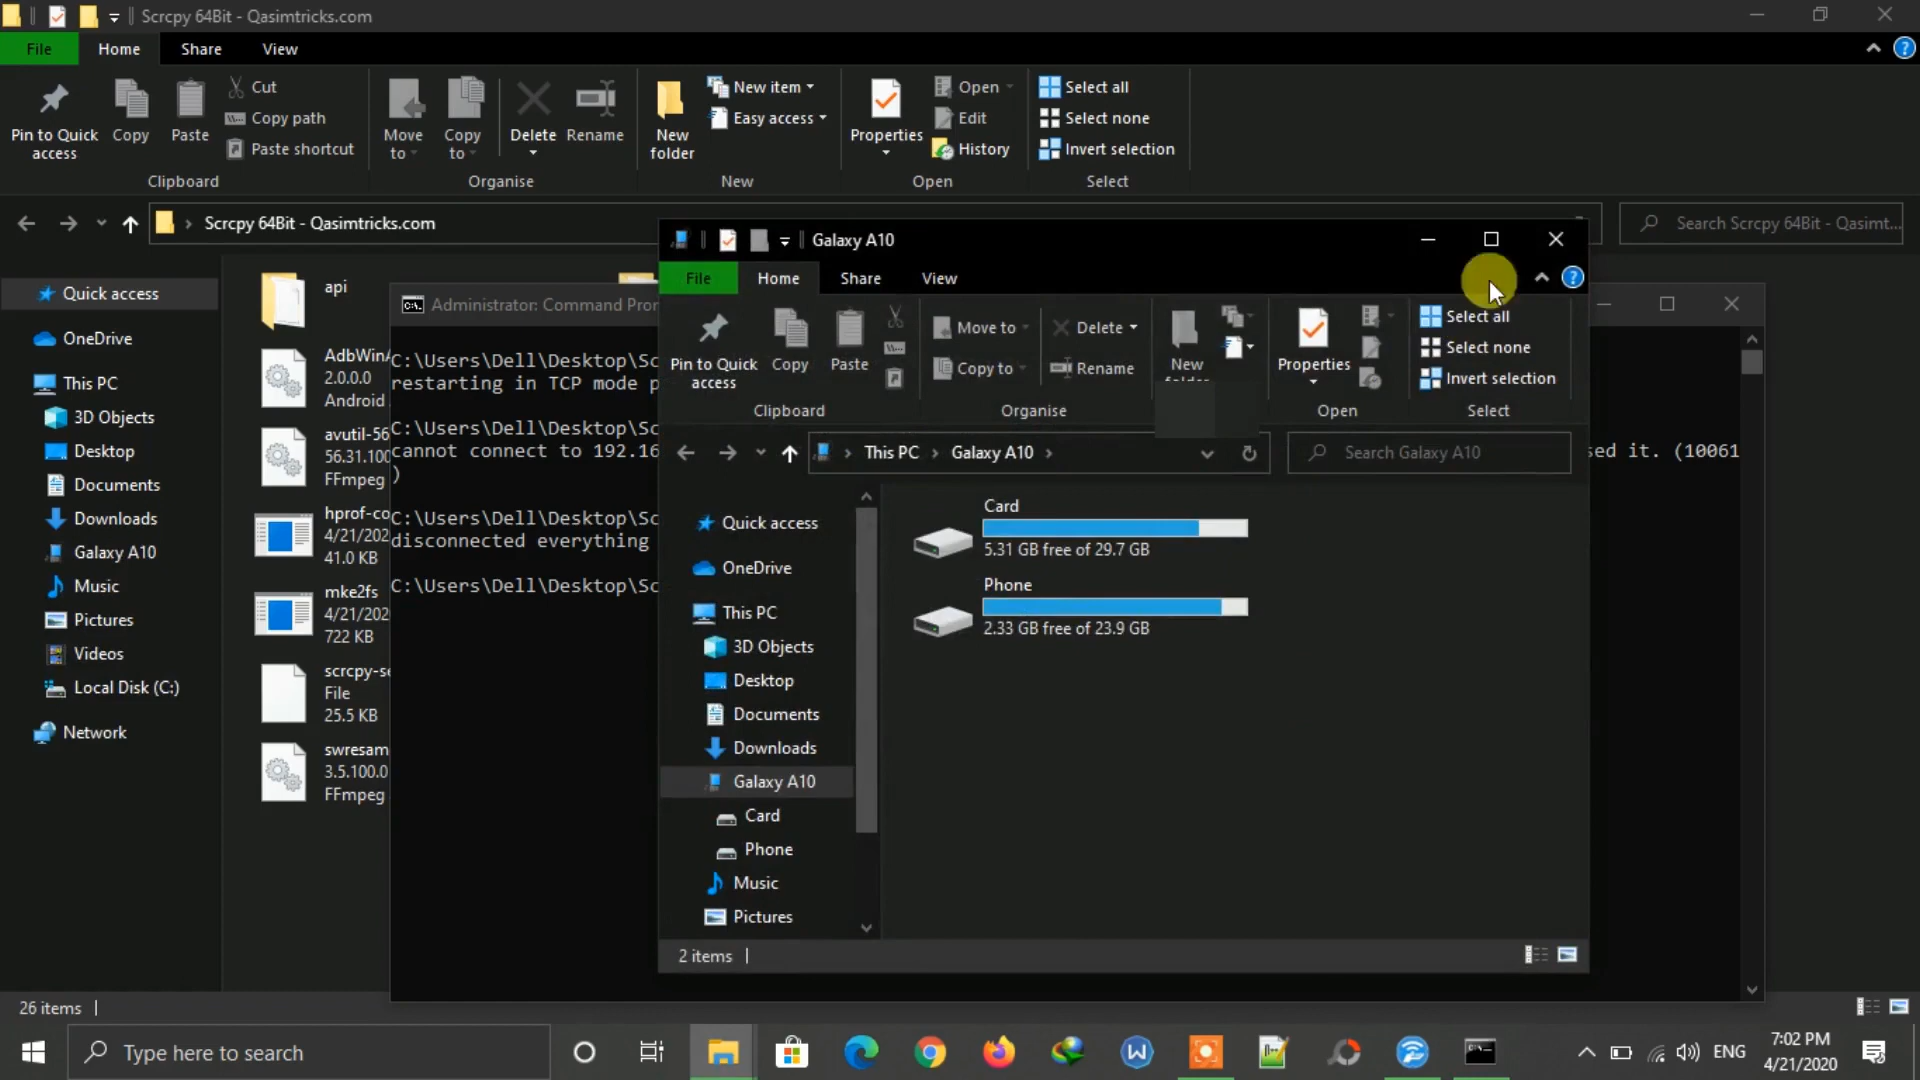 Scrcpy 64Bit - Qasimtricks.com
File Home Share View
Pin to Quick access
Copy
Paste
Cut
Copy path
Paste shortcut
Clipboard
Move to
Copy to
Delete
Rename
Organise
New folder
New item
Easy access
New
Properties
Open
Edit
History
Open
Select all
Select none
Invert selection
Select
Scrcpy 64Bit - Qasimtricks.com
Search Scrcpy 64Bit - Qasimt...
Quick access
OneDrive
This PC
3D Objects
Desktop
Documents
Downloads
Galaxy A10
Music
Pictures
Videos
Local Disk (C:)
Network
api
2.0.0.0
Android
avutil-56
56.31.100
FFmpeg
hprof-co
41.0 KB
mke2fs
722 KB
scrcpy-se
File
25.5 KB
swresam
3.5.100.0
FFmpeg
26 items
Administrator: Command Pro
C:\Users\Dell\Desktop\Sc
restarting in TCP mode p
C:\Users\Dell\Desktop\Sc
cannot connect to 192.16
sed it. (10061
)
C:\Users\Dell\Desktop\Sc
disconnected everything
C:\Users\Dell\Desktop\Sc
Galaxy A10
File Home Share View
Pin to Quick access
Copy
Paste
Clipboard
Move to
Copy to
Delete
Rename
Organise
New
Properties
Open
Select all
Select none
Invert selection
Select
This PC Galaxy A10
Search Galaxy A10
Quick access
OneDrive
This PC
3D Objects
Desktop
Documents
Downloads
Galaxy A10
Card
Phone
Music
Pictures
Card
5.31 GB free of 29.7 GB
Phone
2.33 GB free of 23.9 GB
2 items
Type here to search
ENG
7:02 PM
4/21/2020